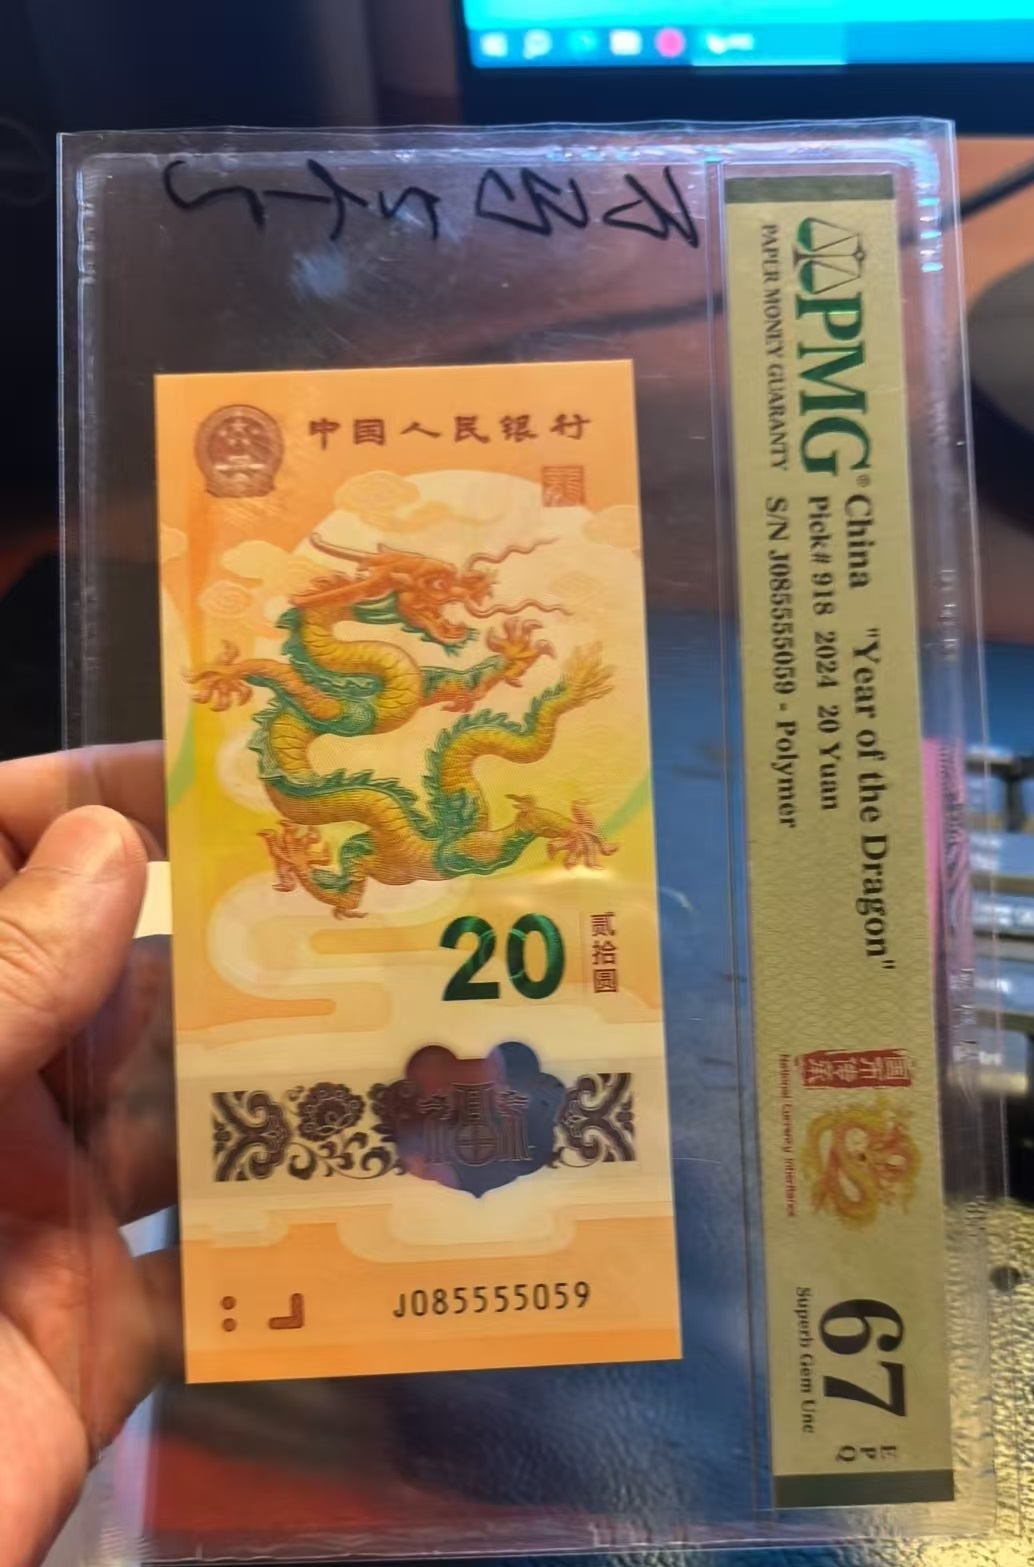 中国人民银行
20
贰拾圆
J085555059
PMG®
PAPER MONEY GUARANTY
China "Year of the Dragon"
Pick# 918 2024 20 Yuan
S/N J085555059 - Polymer
67
EPQ
Superb Gem Unc